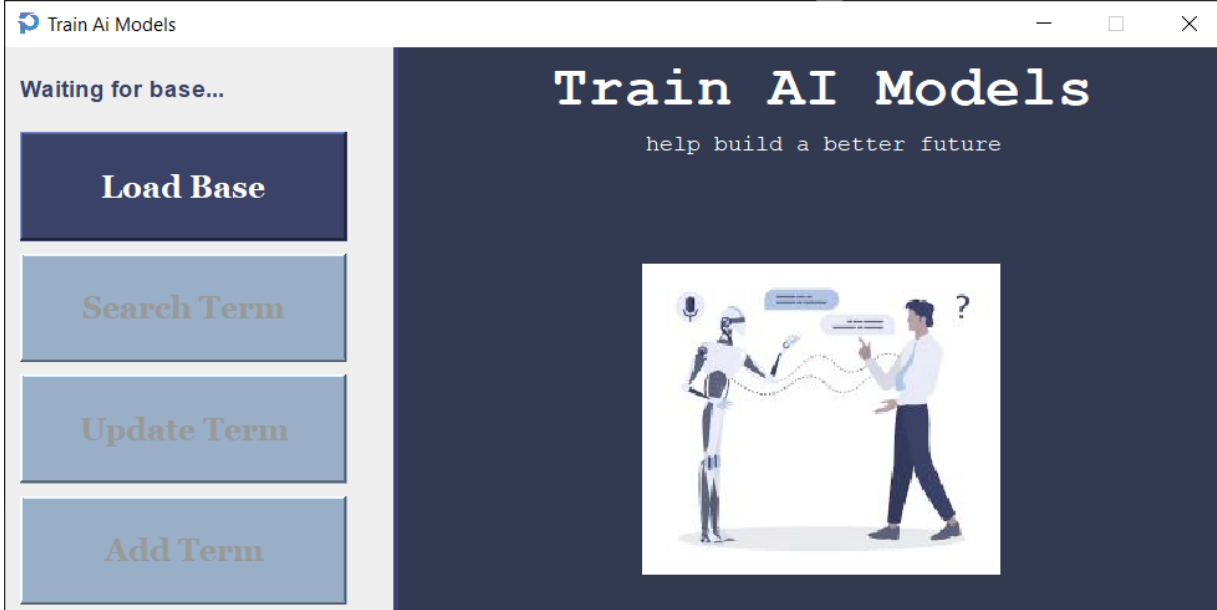 Train Ai Models
Waiting for base...
Load Base
Search Term
Update Term
Add Term
Train AI Models
help build a better future
?